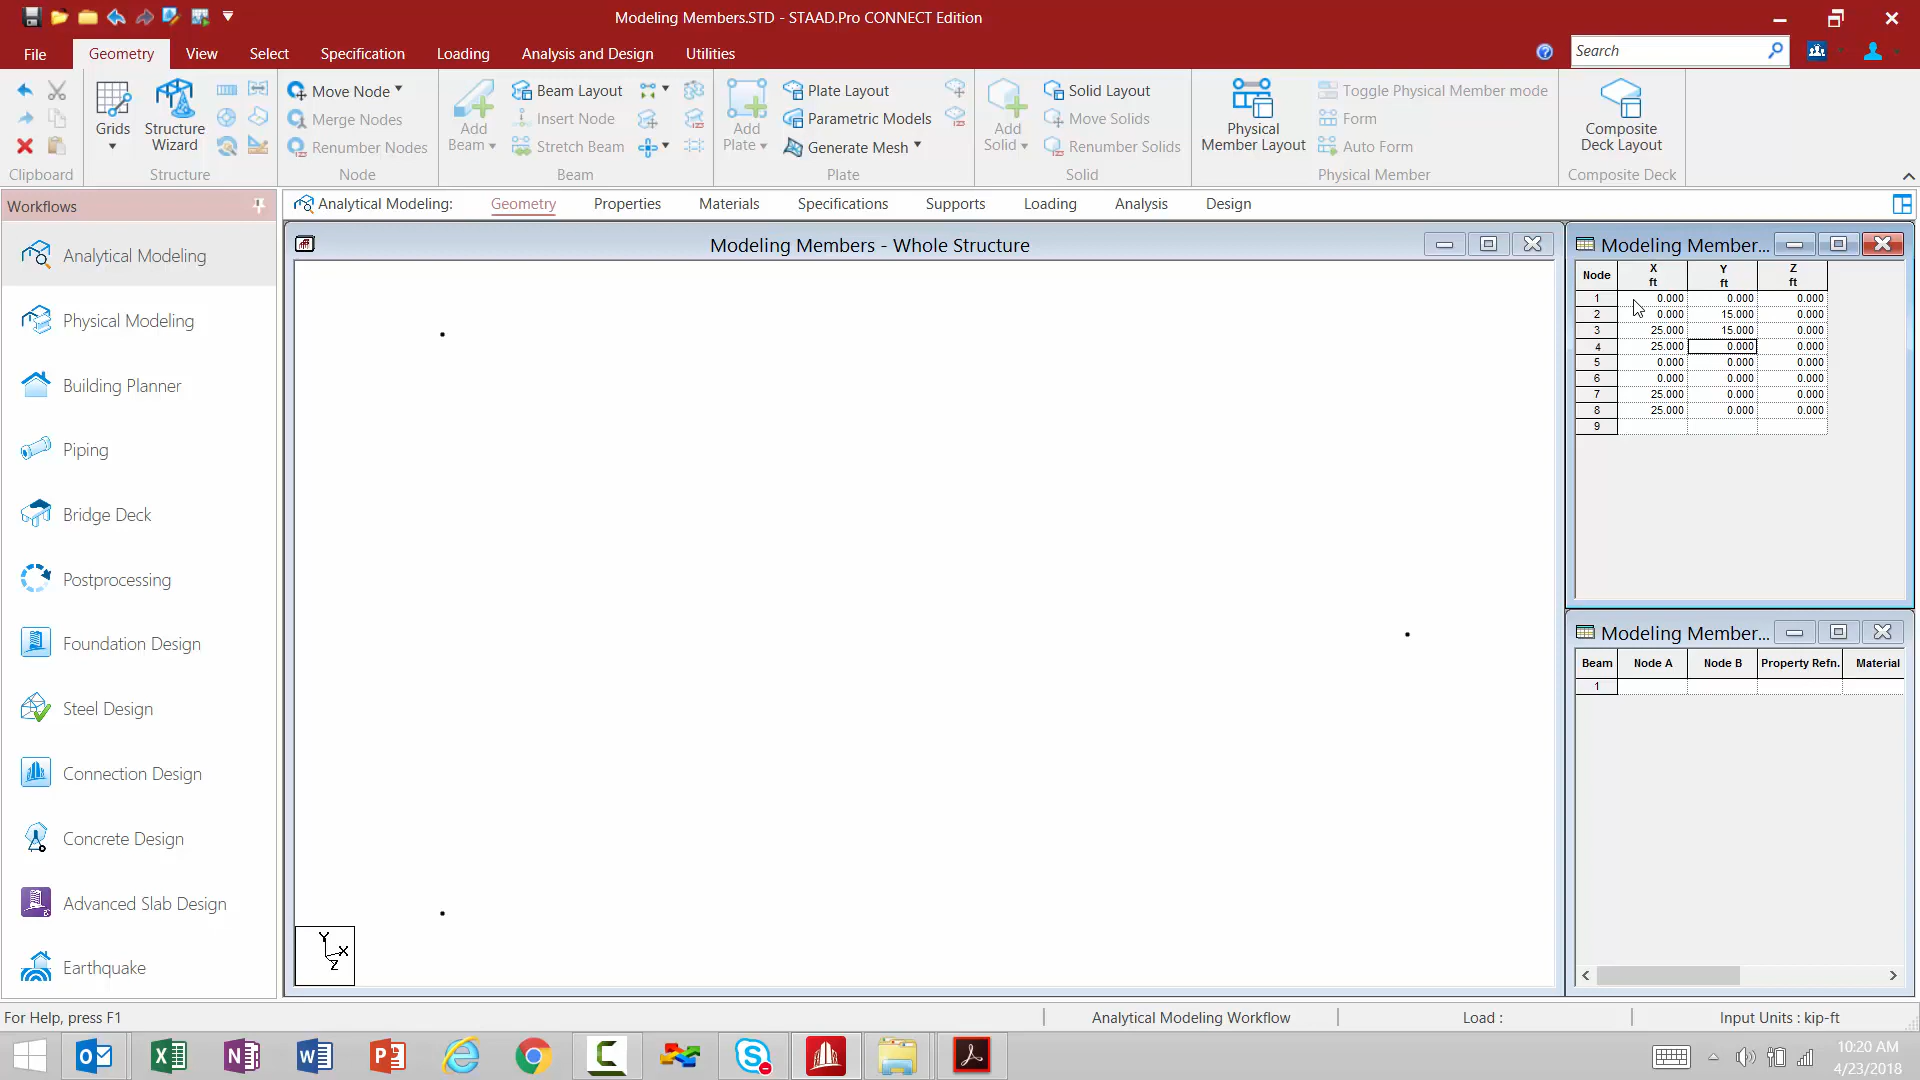 Modeling Members.STD - STAAD.Pro CONNECT Edition
File Geometry View Select Specification Loading Analysis and Design Utilities Search
Grids
Structure Wizard
Structure
Clipboard
Move Node
Merge Nodes
Renumber Nodes
Node
Add Beam
Beam Layout
Insert Node
Stretch Beam
Beam
Add Plate
Plate Layout
Parametric Models
Generate Mesh
Plate
Add Solid
Solid Layout
Move Solids
Renumber Solids
Solid
Physical Member Layout
Toggle Physical Member mode
Form
Auto Form
Physical Member
Composite Deck Layout
Composite Deck
Workflows
Analytical Modeling: Geometry Properties Materials Specifications Supports Loading Analysis Design
Analytical Modeling
Physical Modeling
Building Planner
Piping
Bridge Deck
Postprocessing
Foundation Design
Steel Design
Connection Design
Concrete Design
Advanced Slab Design
Earthquake
Modeling Members - Whole Structure
Y
X
Z
Modeling Member...
Node X ft Y ft Z ft
1 0.000 0.000 0.000
2 0.000 15.000 0.000
3 25.000 15.000 0.000
4 25.000 0.000 0.000
5 0.000 0.000 0.000
6 0.000 0.000 0.000
7 25.000 0.000 0.000
8 25.000 0.000 0.000
9
Modeling Member...
Beam Node A Node B Property Refn. Material
1
For Help, press F1 Analytical Modeling Workflow Load : Input Units : kip-ft
10:20 AM
4/23/2018